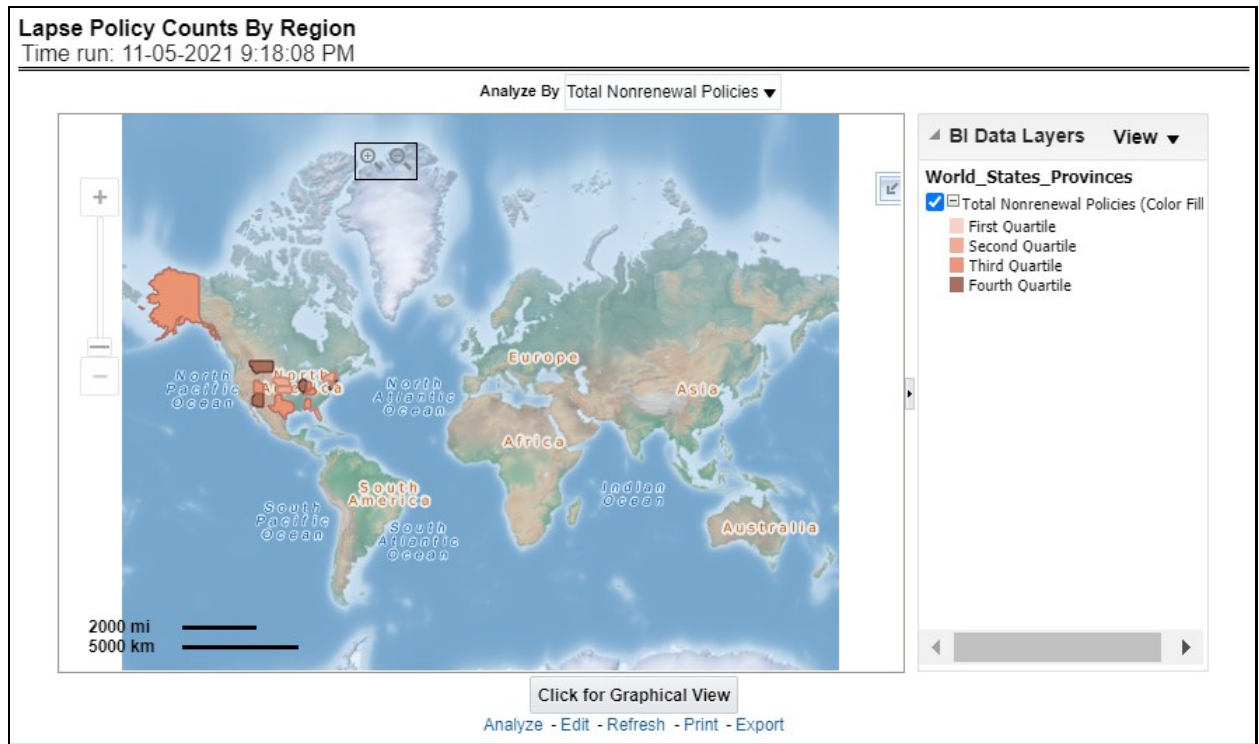 Lapse Policy Counts By Region
Time run: 11-05-2021 9:18:08 PM
Analyze By Total Nonrenewal Policies
BI Data Layers View
World_States_Provinces
Total Nonrenewal Policies (Color Fill
First Quartile
Second Quartile
Third Quartile
Fourth Quartile
North
Pacific
Ocean
North
America
North
Atlantic
Ocean
Europe
Asia
Africa
South
America
Indian
Ocean
South
Pacific
Ocean
South
Atlantic
Ocean
Australia
2000 mi
5000 km
Click for Graphical View
Analyze - Edit - Refresh - Print - Export